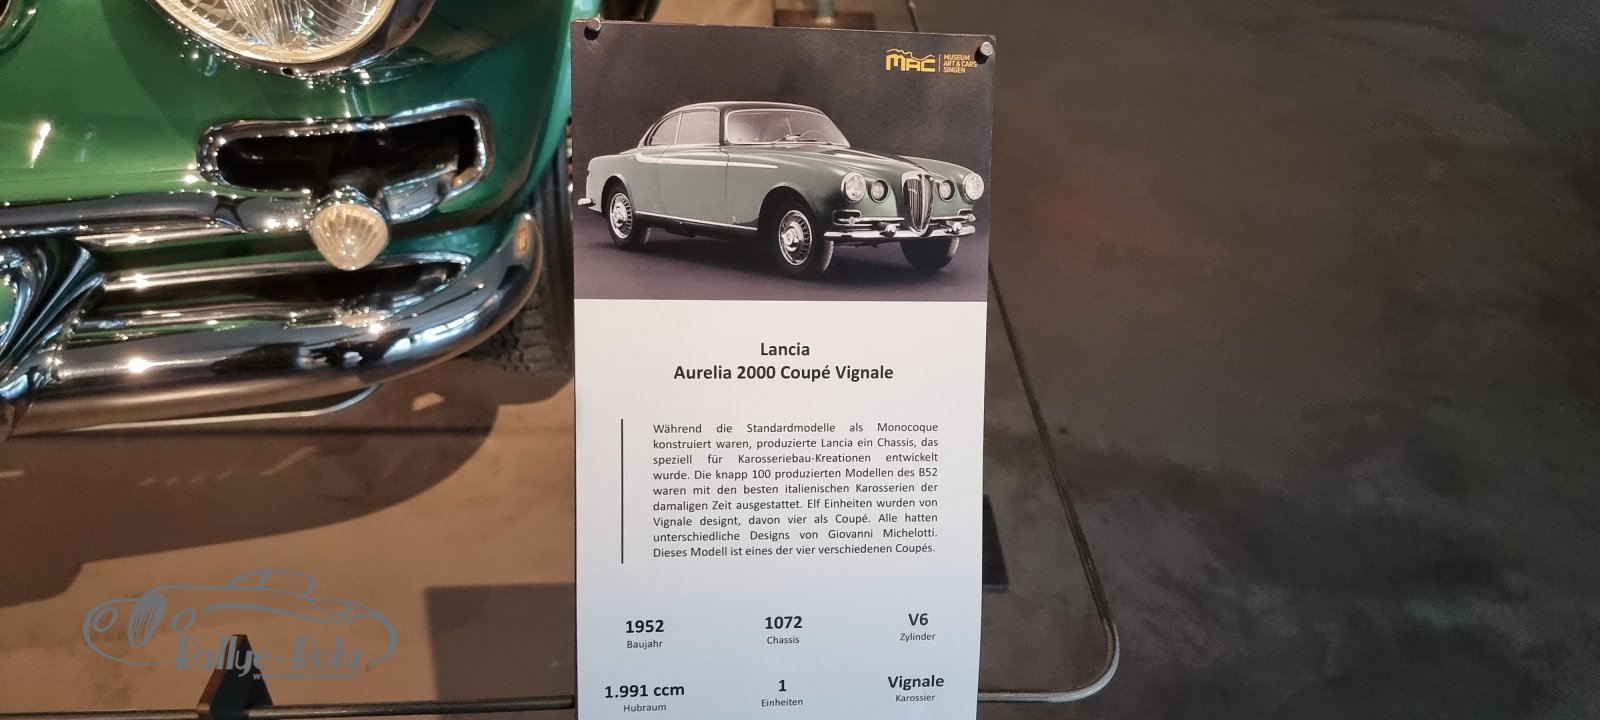 MAC
MUSEUM
ART & CARS
SINGEN
Lancia
Aurelia 2000 Coupé Vignale
Während die Standardmodelle als Monocoque
konstruiert waren, produzierte Lancia ein Chassis, das
speziell für Karosseriebau-Kreationen entwickelt
wurde. Die knapp 100 produzierten Modellen des B52
waren mit den besten italienischen Karosserien der
damaligen Zeit ausgestattet. Elf Einheiten wurden von
Vignale designt, davon vier als Coupé. Alle hatten
unterschiedliche Designs von Giovanni Michelotti.
Dieses Modell ist eines der vier verschiedenen Coupés.
1952 1072 V6
Baujahr Chassis Zylinder
1.991 ccm 1 Vignale
Hubraum Einheiten Karossier
Rallye-Rohr